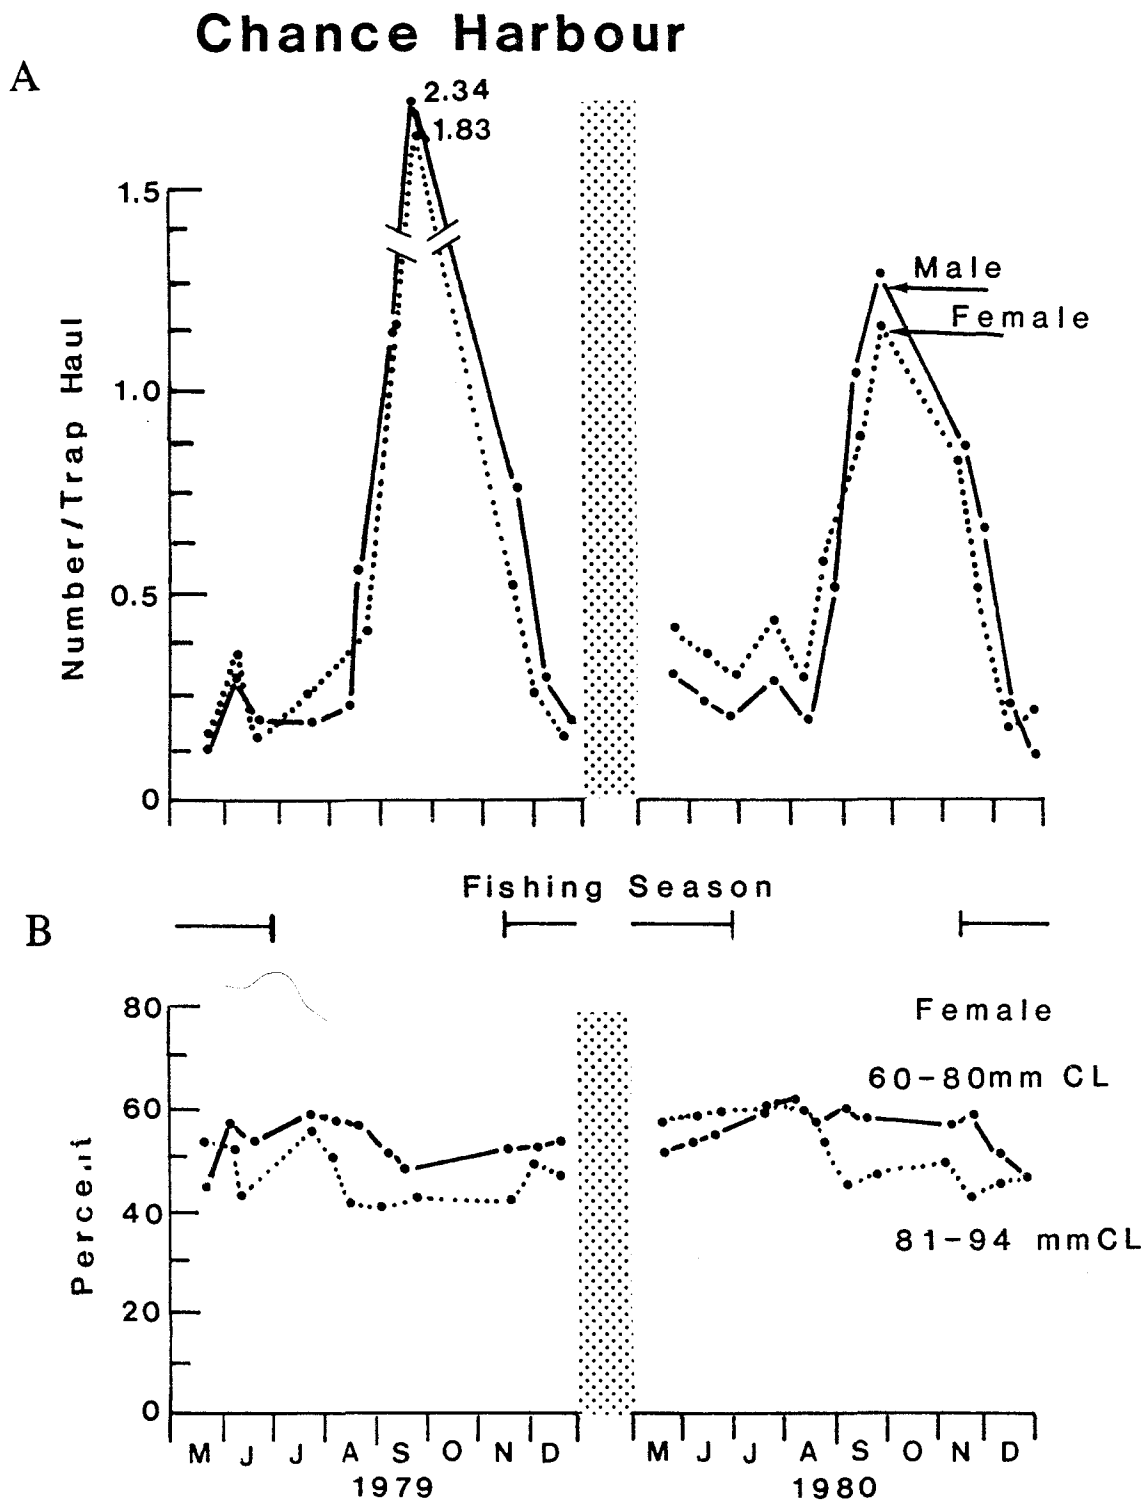 Chance Harbour
A
2.34
1.83
1.5
Male
Female
1.0
0.5
0
Number/Trap Haul
Fishing Season
B
80
Female
60-80mm CL
60
40
81-94 mmCL
20
0
Percent
M J J A S O N D M J J A S O N D
1979 1980